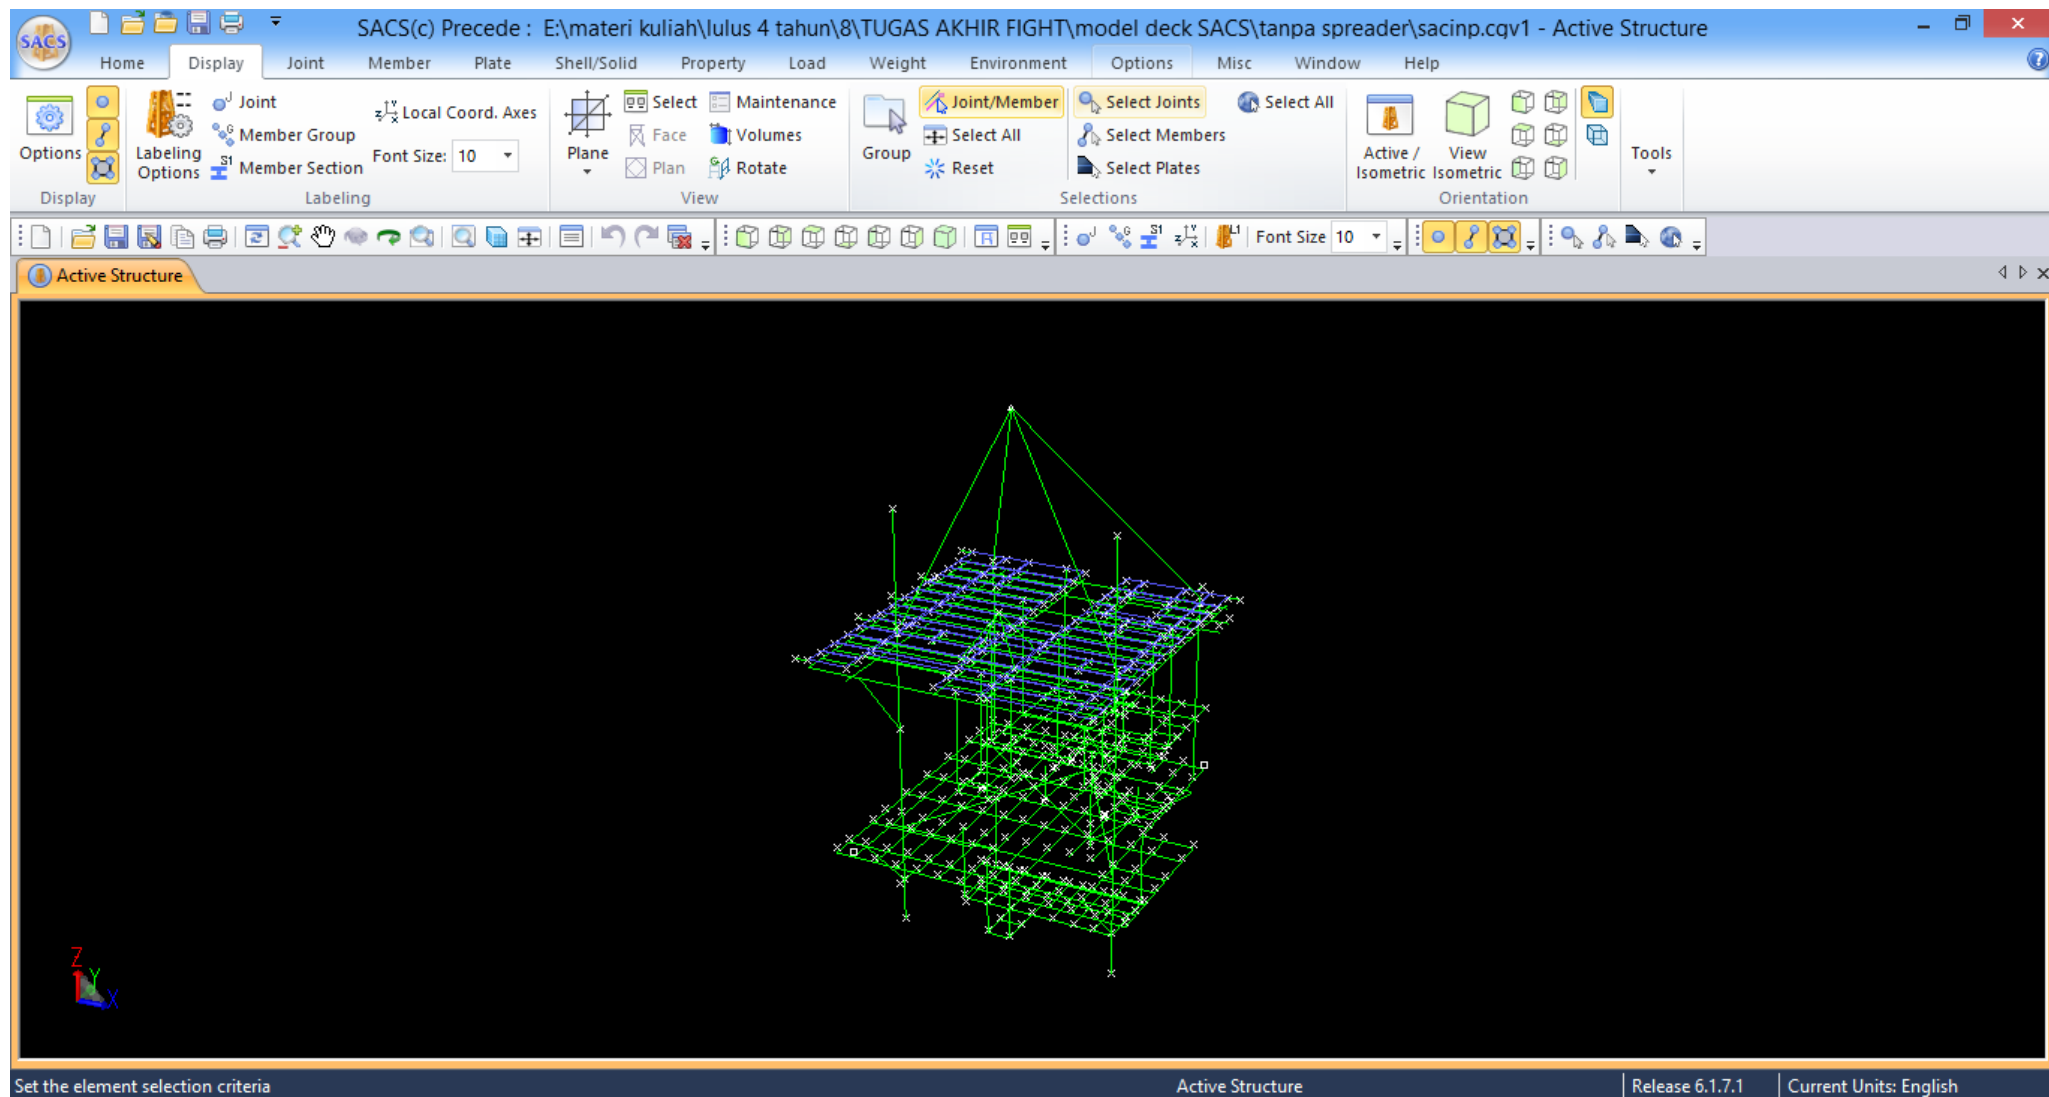 SACS(c) Precede : E:\materi kuliah\lulus 4 tahun\8\TUGAS AKHIR FIGHT\model deck SACS\tanpa spreader\sacinp.cqv1 - Active Structure
SACS
Home Display Joint Member Plate Shell/Solid Property Load Weight Environment Options Misc Window Help
Joint Select Maintenance Joint/Member Select Joints Select All
Local Coord. Axes
Member Group Face Volumes Select All Select Members
Options Labeling Options Font Size: 10 Plane Group Active / Isometric View Isometric Tools
Member Section Plan Rotate Reset Select Plates
Display Labeling View Selections Orientation
Font Size 10
Active Structure
Z
Y
X
Set the element selection criteria Active Structure Release 6.1.7.1 Current Units: English